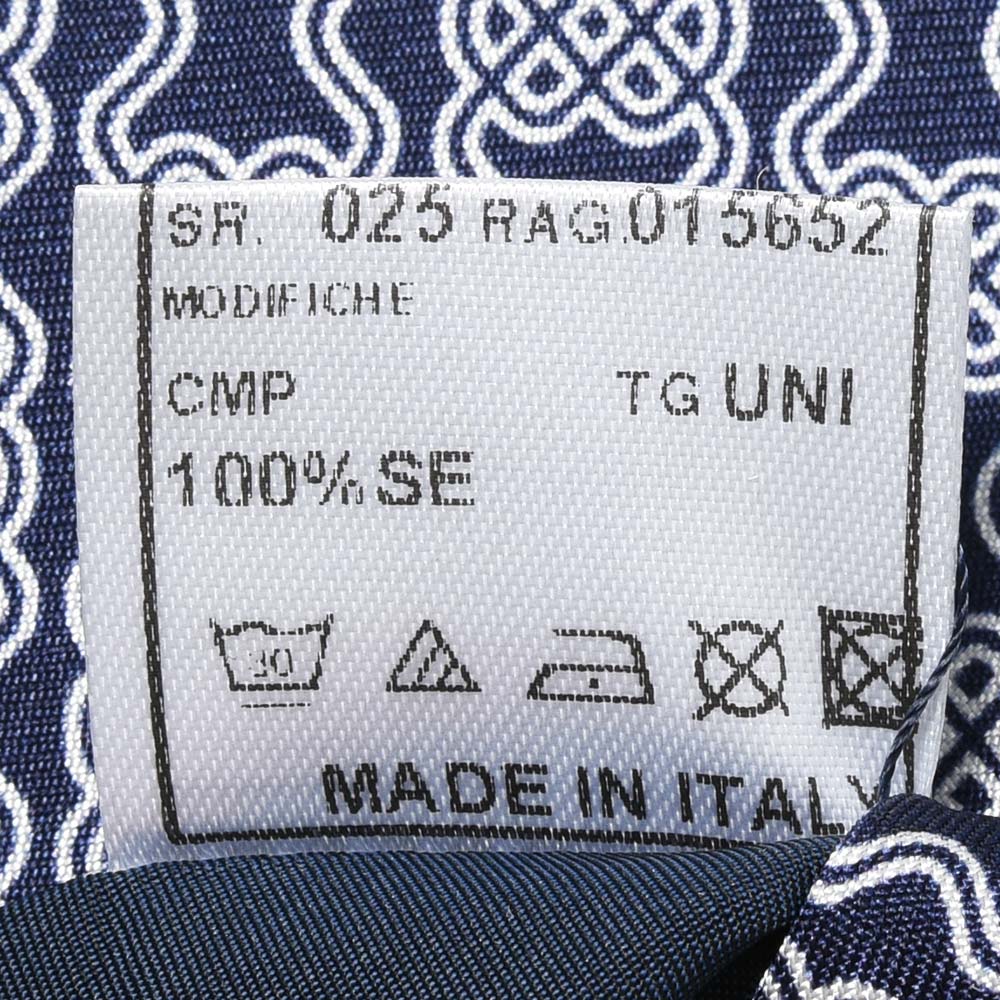 SR. 025 RAG.015652
MODIFICHE
CMP TG UNI
100% SE
30
MADE IN ITALY